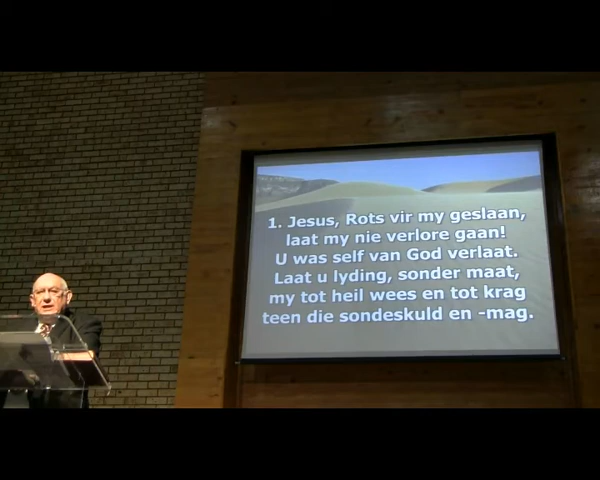 1. Jesus, Rots vir my geslaan,
laat my nie verlore gaan!
U was self van God verlaat.
Laat u lyding, sonder maat,
my tot heil wees en tot krag
teen die sondeskuld en -mag.